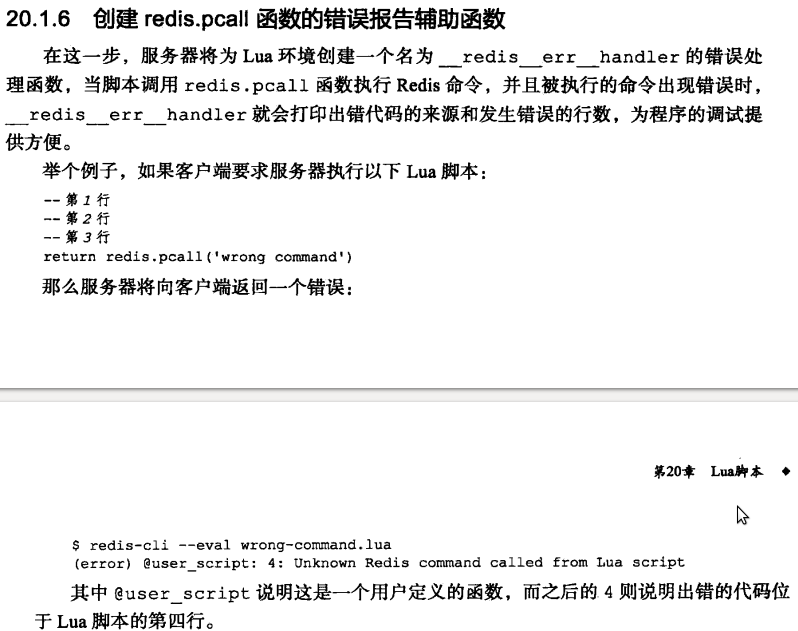 20.1.6 创建 redis.pcall 函数的错误报告辅助函数
在这一步，服务器将为 Lua 环境创建一个名为 __redis__err__handler 的错误处
理函数，当脚本调用 redis.pcall 函数执行 Redis 命令，并且被执行的命令出现错误时，
__redis__err__handler 就会打印出错代码的来源和发生错误的行数，为程序的调试提
供方便。
举个例子，如果客户端要求服务器执行以下 Lua 脚本：
-- 第 1 行
-- 第 2 行
-- 第 3 行
return redis.pcall('wrong command')
那么服务器将向客户端返回一个错误：
第20章 Lua脚本 ◆
$ redis-cli --eval wrong-command.lua
(error) @user_script: 4: Unknown Redis command called from Lua script
其中 @user_script 说明这是一个用户定义的函数，而之后的 4 则说明出错的代码位
于 Lua 脚本的第四行。